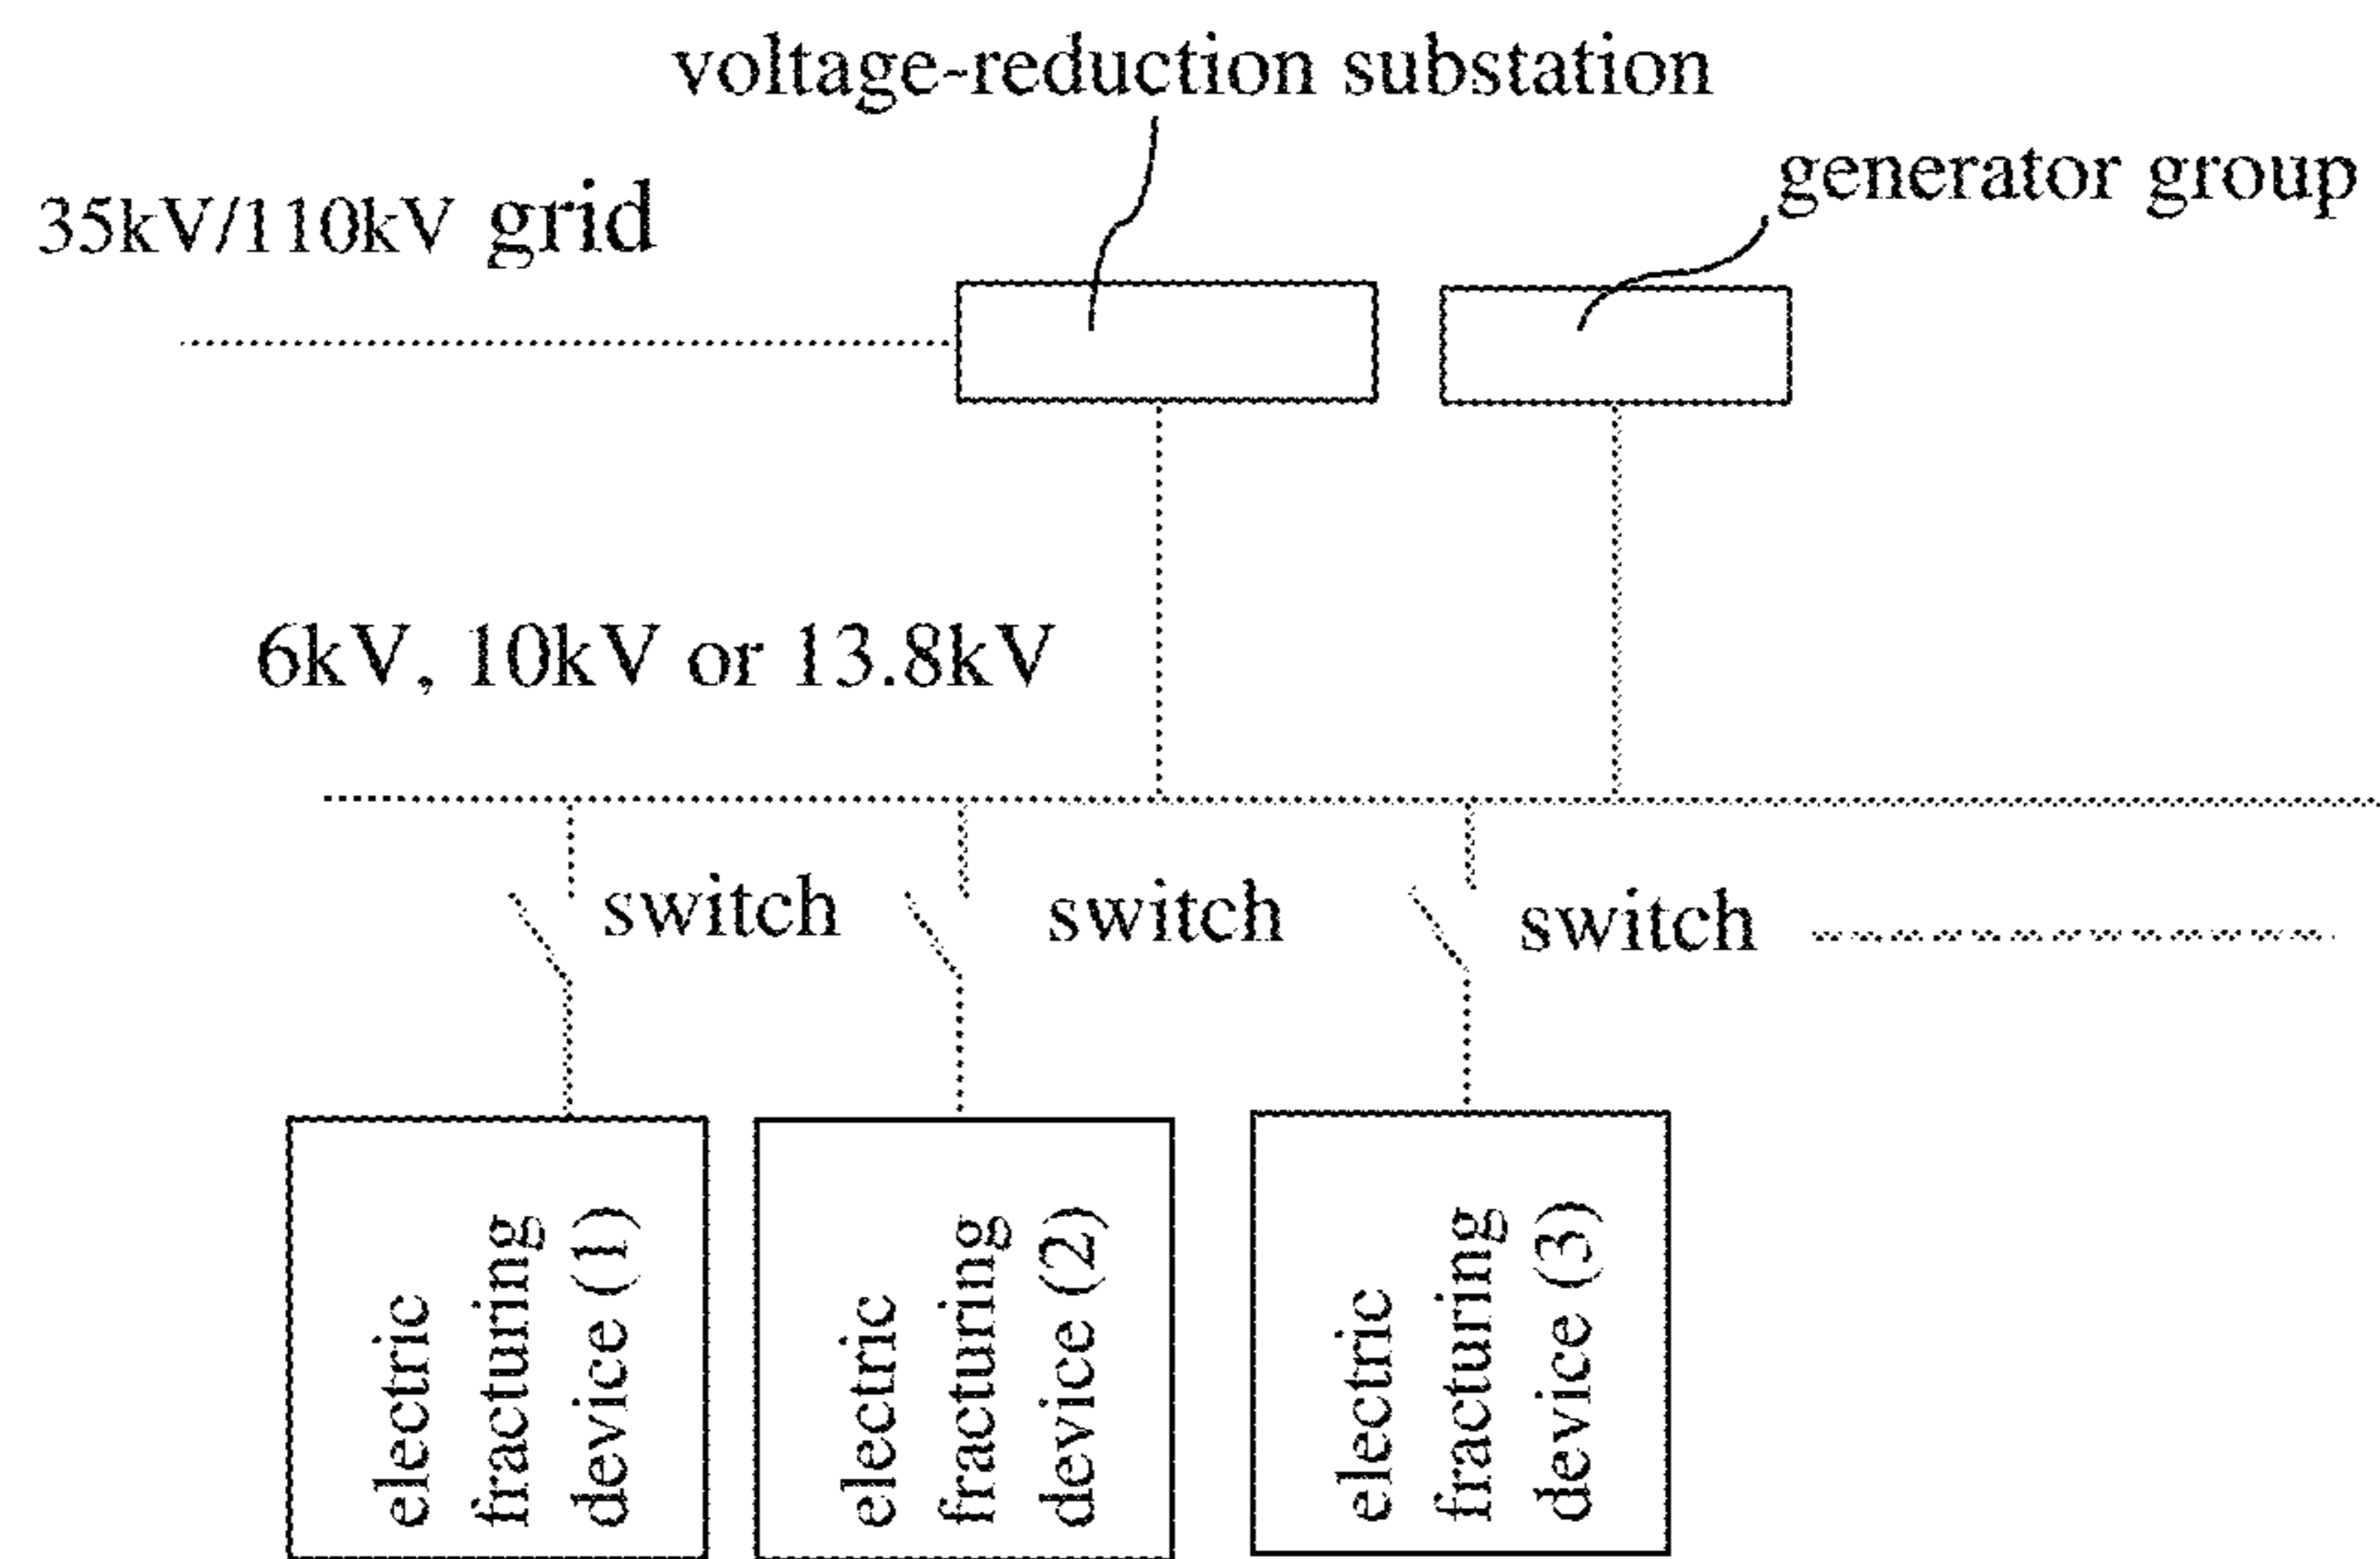 voltage-reduction substation
generator group
35kV/110kV grid
6kV, 10kV or 13.8kV
switch
switch
switch
electric
fracturing
device (1)
electric
fracturing
device (2)
electric
fracturing
device (3)